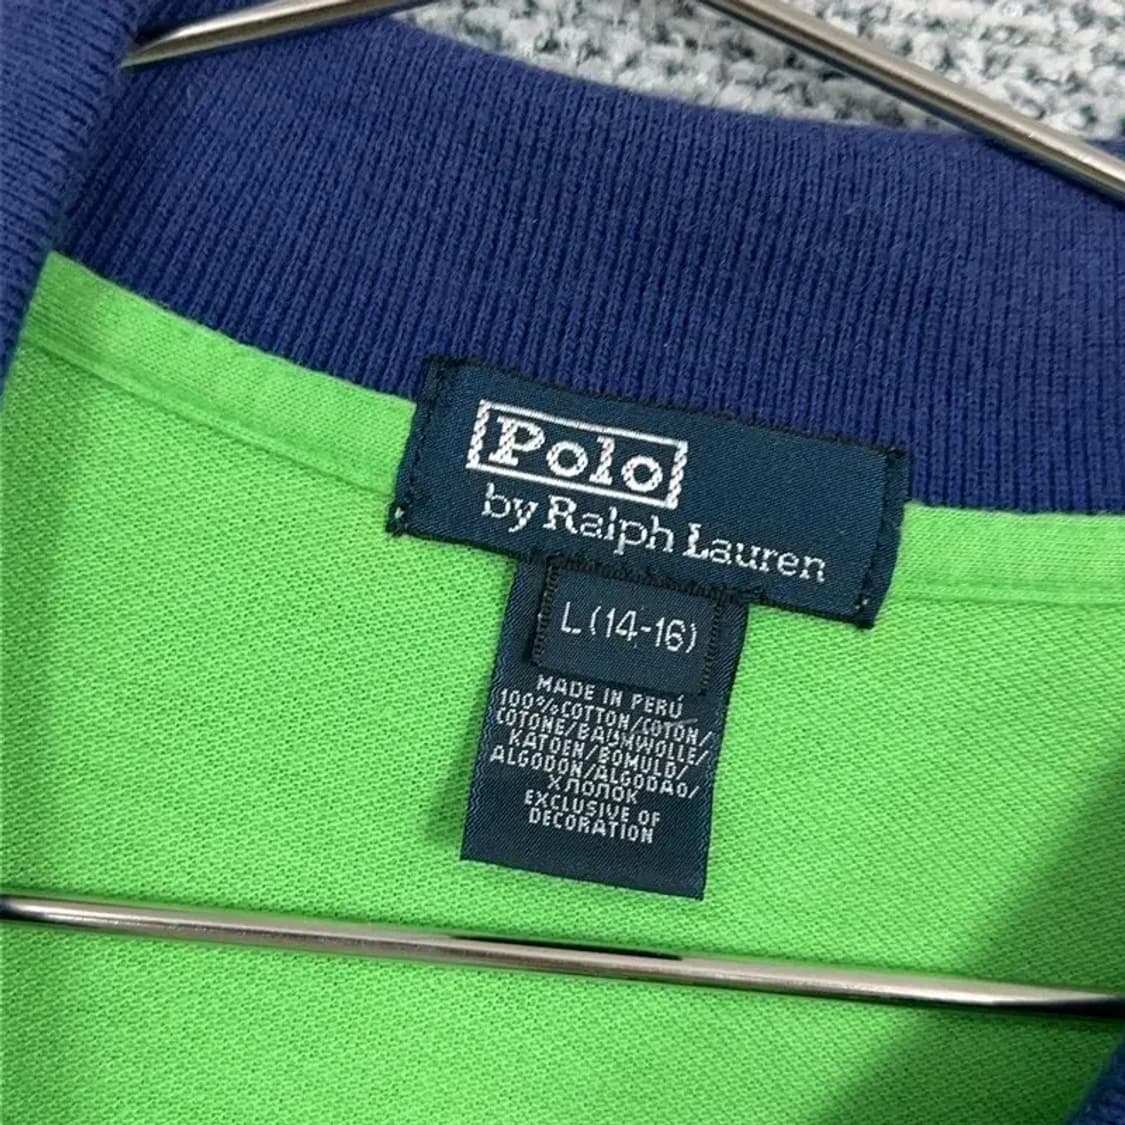 Polo
by Ralph Lauren
L (14-16)
MADE IN PERÚ
100% COTTON/COTON/
COTONE/BAUMWOLLE/
KATOEN/BOMULD/
ALGODON/ALGODAO/
ХЛОПОК
EXCLUSIVE OF
DECORATION